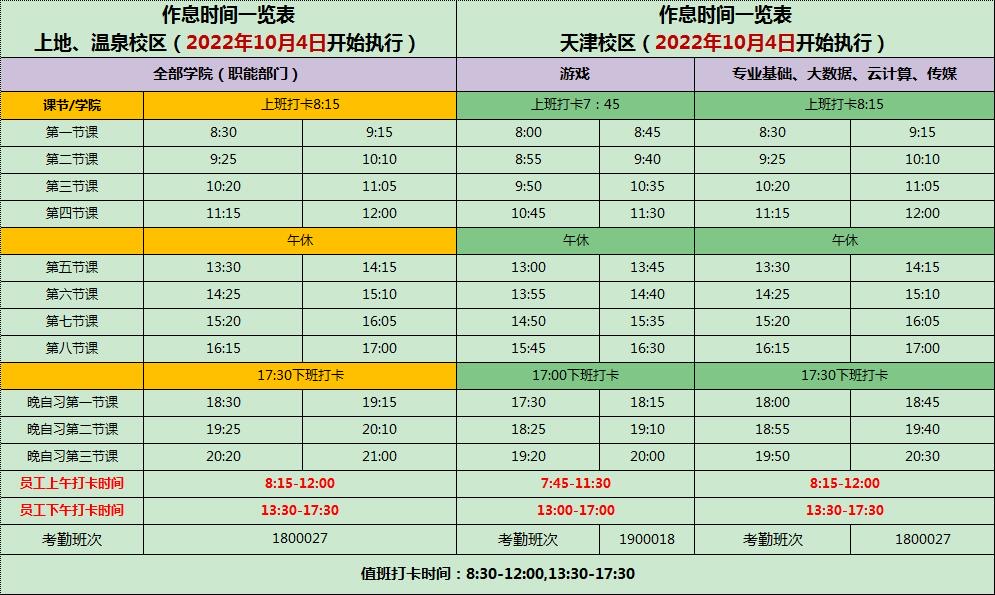 作息时间一览表 作息时间一览表
上地、温泉校区（2022年10月4日开始执行） 天津校区（2022年10月4日开始执行）
全部学院（职能部门） 游戏 专业基础、大数据、云计算、传媒
课节/学院 上班打卡8:15 上班打卡7：45 上班打卡8:15
第一节课 8:30 9:15 8:00 8:45 8:30 9:15
第二节课 9:25 10:10 8:55 9:40 9:25 10:10
第三节课 10:20 11:05 9:50 10:35 10:20 11:05
第四节课 11:15 12:00 10:45 11:30 11:15 12:00
午休 午休 午休
第五节课 13:30 14:15 13:00 13:45 13:30 14:15
第六节课 14:25 15:10 13:55 14:40 14:25 15:10
第七节课 15:20 16:05 14:50 15:35 15:20 16:05
第八节课 16:15 17:00 15:45 16:30 16:15 17:00
17:30下班打卡 17:00下班打卡 17:30下班打卡
晚自习第一节课 18:30 19:15 17:30 18:15 18:00 18:45
晚自习第二节课 19:25 20:10 18:25 19:10 18:55 19:40
晚自习第三节课 20:20 21:00 19:20 20:00 19:50 20:30
员工上午打卡时间 8:15-12:00 7:45-11:30 8:15-12:00
员工下午打卡时间 13:30-17:30 13:00-17:00 13:30-17:30
考勤班次 1800027 考勤班次 1900018 考勤班次 1800027
值班打卡时间：8:30-12:00,13:30-17:30